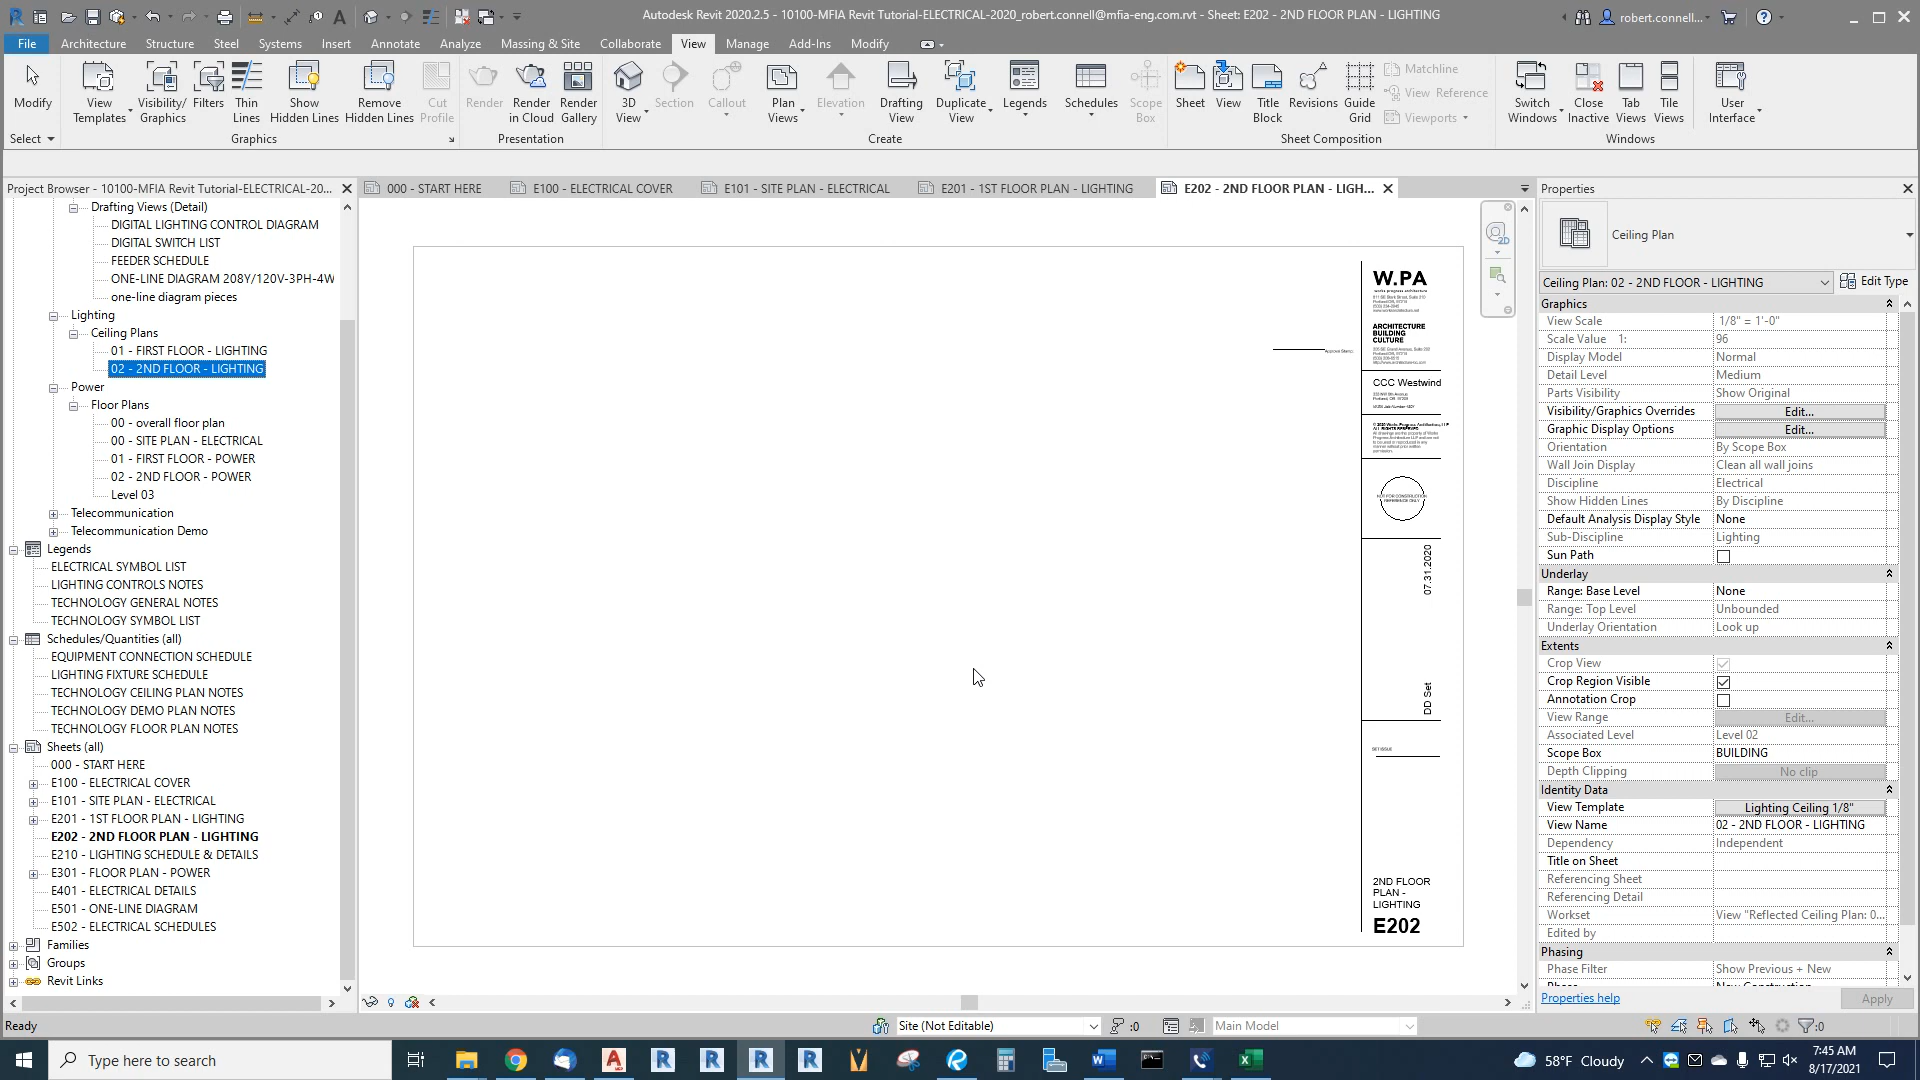 Autodesk Revit 2020.2.5 - 10100-MFIA Revit Tutorial-ELECTRICAL-2020_robert.connell@mfia-eng.com.rvt - Sheet: E202 - 2ND FLOOR PLAN - LIGHTING
robert.connell...
File Architecture Structure Steel Systems Insert Annotate Analyze Massing & Site Collaborate View Manage Add-Ins Modify
Modify
View Templates
Visibility/ Graphics
Filters
Thin Lines
Show Hidden Lines
Remove Hidden Lines
Cut Profile
Render
Render in Cloud
Render Gallery
3D View
Section
Callout
Plan Views
Elevation
Drafting View
Duplicate View
Legends
Schedules
Scope Box
Sheet
View
Title Block
Revisions
Guide Grid
Matchline
View Reference
Viewports
Switch Windows
Close Inactive
Tab Views
Tile Views
User Interface
Select Graphics Presentation Create Sheet Composition Windows
Project Browser - 10100-MFIA Revit Tutorial-ELECTRICAL-20...
000 - START HERE
E100 - ELECTRICAL COVER
E101 - SITE PLAN - ELECTRICAL
E201 - 1ST FLOOR PLAN - LIGHTING
E202 - 2ND FLOOR PLAN - LIGH...
Drafting Views (Detail)
DIGITAL LIGHTING CONTROL DIAGRAM
DIGITAL SWITCH LIST
FEEDER SCHEDULE
ONE-LINE DIAGRAM 208Y/120V-3PH-4W
one-line diagram pieces
Lighting
Ceiling Plans
01 - FIRST FLOOR - LIGHTING
02 - 2ND FLOOR - LIGHTING
Power
Floor Plans
00 - overall floor plan
00 - SITE PLAN - ELECTRICAL
01 - FIRST FLOOR - POWER
02 - 2ND FLOOR - POWER
Level 03
Telecommunication
Telecommunication Demo
Legends
ELECTRICAL SYMBOL LIST
LIGHTING CONTROLS NOTES
TECHNOLOGY GENERAL NOTES
TECHNOLOGY SYMBOL LIST
Schedules/Quantities (all)
EQUIPMENT CONNECTION SCHEDULE
LIGHTING FIXTURE SCHEDULE
TECHNOLOGY CEILING PLAN NOTES
TECHNOLOGY DEMO PLAN NOTES
TECHNOLOGY FLOOR PLAN NOTES
Sheets (all)
000 - START HERE
E100 - ELECTRICAL COVER
E101 - SITE PLAN - ELECTRICAL
E201 - 1ST FLOOR PLAN - LIGHTING
E202 - 2ND FLOOR PLAN - LIGHTING
E210 - LIGHTING SCHEDULE & DETAILS
E301 - FLOOR PLAN - POWER
E401 - ELECTRICAL DETAILS
E501 - ONE-LINE DIAGRAM
E502 - ELECTRICAL SCHEDULES
Families
Groups
Revit Links
2D
W.PA
ARCHITECTURE
BUILDING
CULTURE
CCC Westwind
NOT FOR CONSTRUCTION
REFERENCE ONLY
07.31.2020
DD Set
SET ISSUE
2ND FLOOR
PLAN -
LIGHTING
E202
Properties
Ceiling Plan
Ceiling Plan: 02 - 2ND FLOOR - LIGHTING Edit Type
Graphics
View Scale 1/8" = 1'-0"
Scale Value 1: 96
Display Model Normal
Detail Level Medium
Parts Visibility Show Original
Visibility/Graphics Overrides Edit...
Graphic Display Options Edit...
Orientation By Scope Box
Wall Join Display Clean all wall joins
Discipline Electrical
Show Hidden Lines By Discipline
Default Analysis Display Style None
Sub-Discipline Lighting
Sun Path
Underlay
Range: Base Level None
Range: Top Level Unbounded
Underlay Orientation Look up
Extents
Crop View
Crop Region Visible
Annotation Crop
View Range Edit...
Associated Level Level 02
Scope Box BUILDING
Depth Clipping No clip
Identity Data
View Template Lighting Ceiling 1/8"
View Name 02 - 2ND FLOOR - LIGHTING
Dependency Independent
Title on Sheet
Referencing Sheet
Referencing Detail
Workset View "Reflected Ceiling Plan: 0...
Edited by
Phasing
Phase Filter Show Previous + New
Properties help Apply
Ready
Site (Not Editable)
:0
Main Model
:0
Type here to search
58°F Cloudy
7:45 AM
8/17/2021